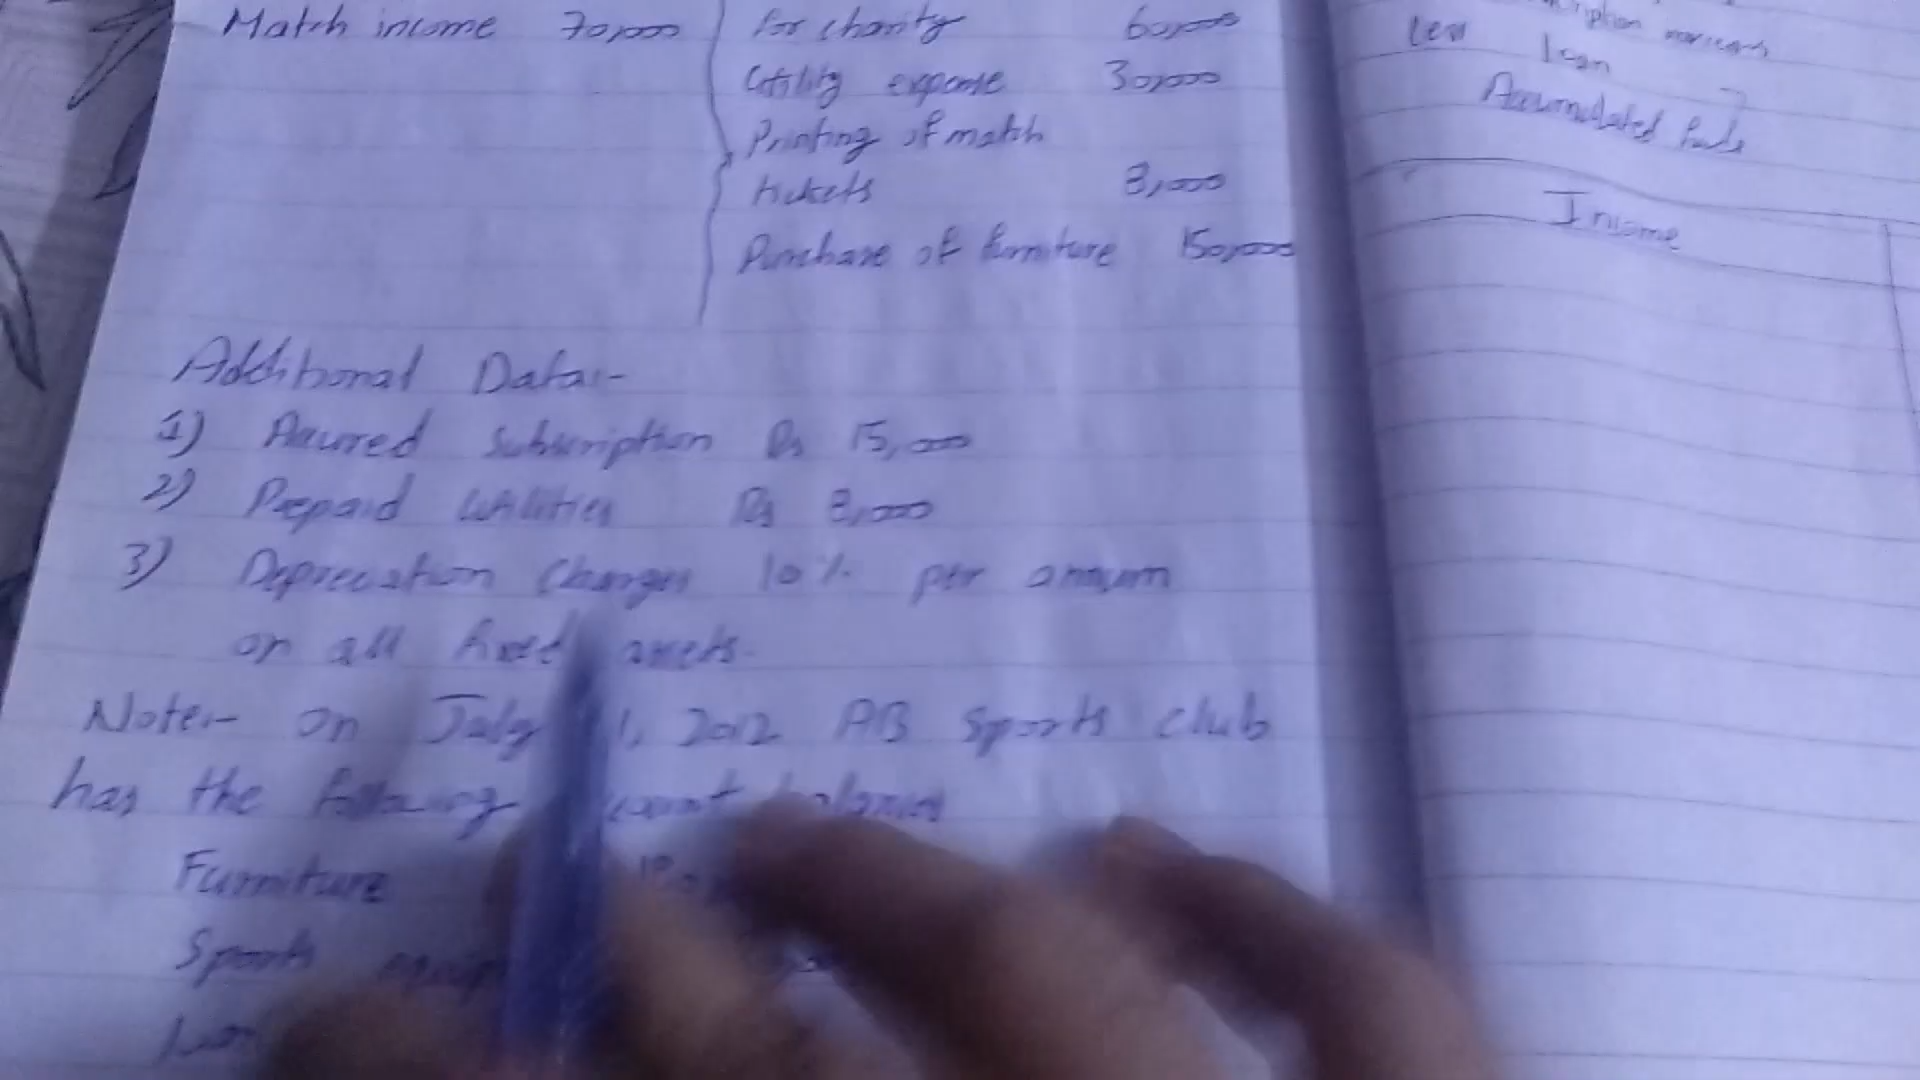 Match income 70,000 for charity 60,000
Utility expense 30,000
Printing of match
tickets 3,000
Purchase of furniture 150,000
Additional Data:-
1) Accured Subscription Rs 15,000
2) Prepaid Utilities Rs 3,000
3) Depreciation Charges 10% per annum
on all fixed assets.
Note:- on July 1, 2012 AB Sports Club
has the following
Furniture
Sports
Less Loan
Accumulated funds
Income